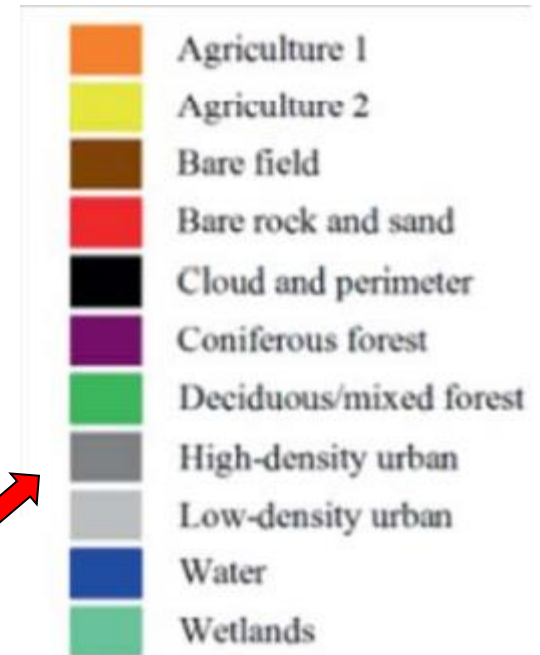 Agriculture 1
Agriculture 2
Bare field
Bare rock and sand
Cloud and perimeter
Coniferous forest
Deciduous/mixed forest
High-density urban
Low-density urban
Water
Wetlands